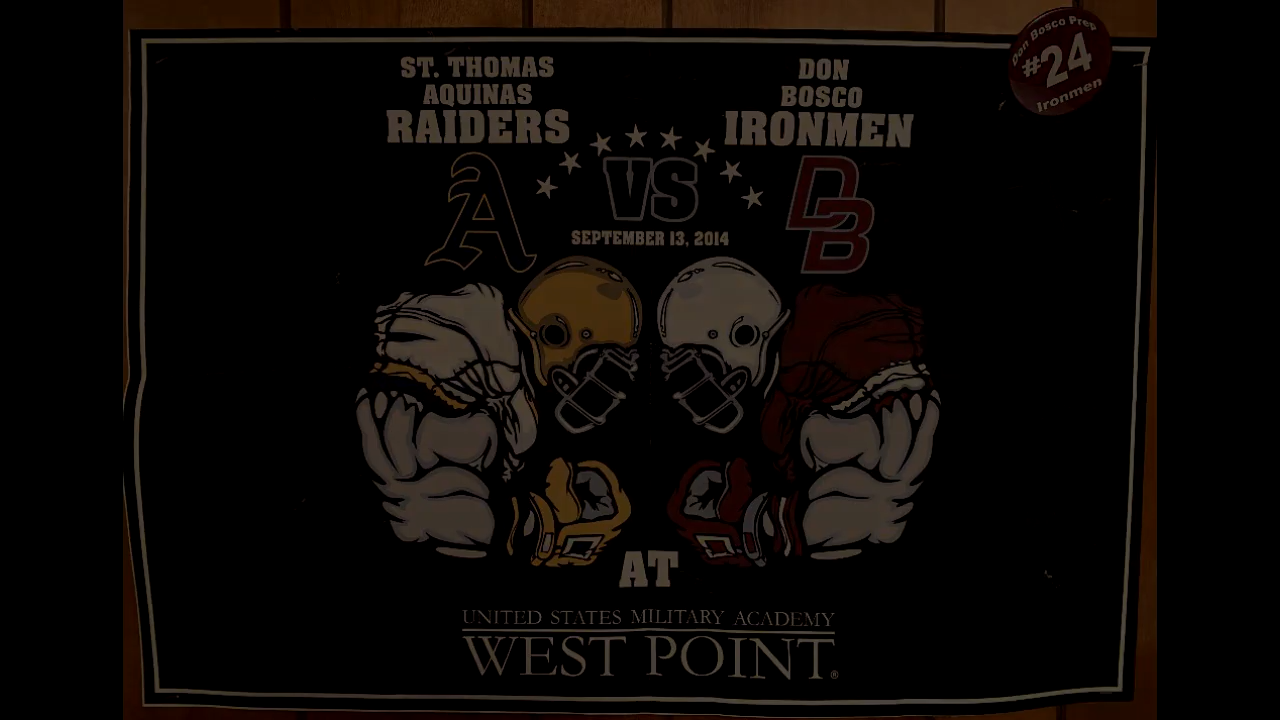 ST. THOMAS
AQUINAS
RAIDERS
DON
BOSCO
IRONMEN
Don Bosco Prep
#24
Ironmen
A
VS
DB
SEPTEMBER 13, 2014
AT
UNITED STATES MILITARY ACADEMY
WEST POINT®